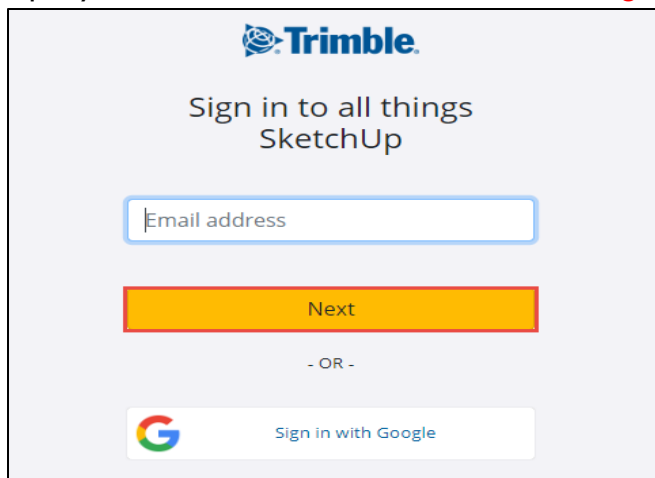 Trimble.
Sign in to all things
SketchUp
Email address
Next
- OR -
Sign in with Google